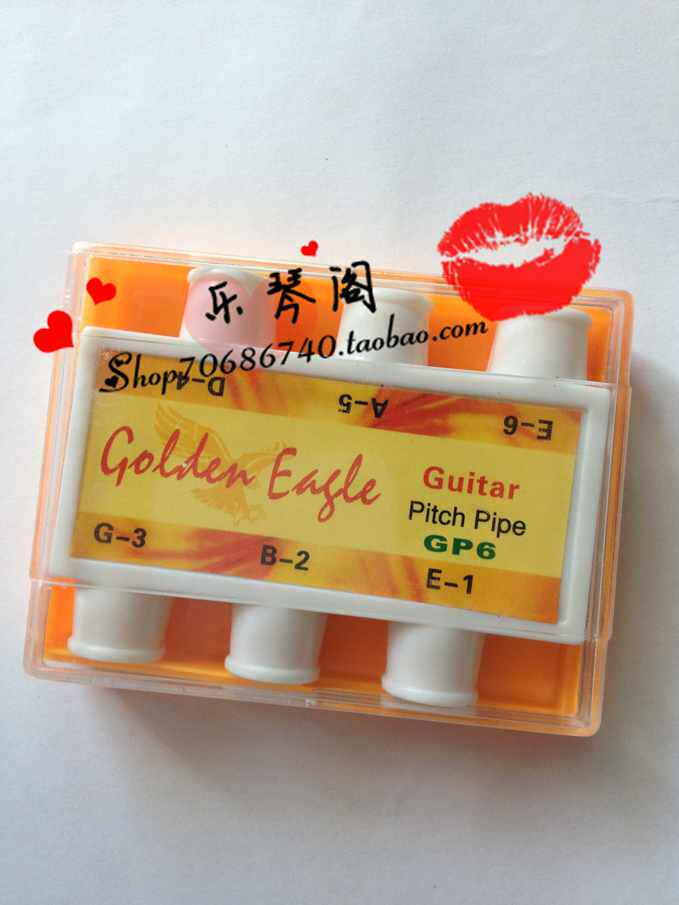 乐琴阁
Shop70686740.taobao.com
D-4
A-5
E-6
Golden Eagle
Guitar
Pitch Pipe
GP6
G-3
B-2
E-1